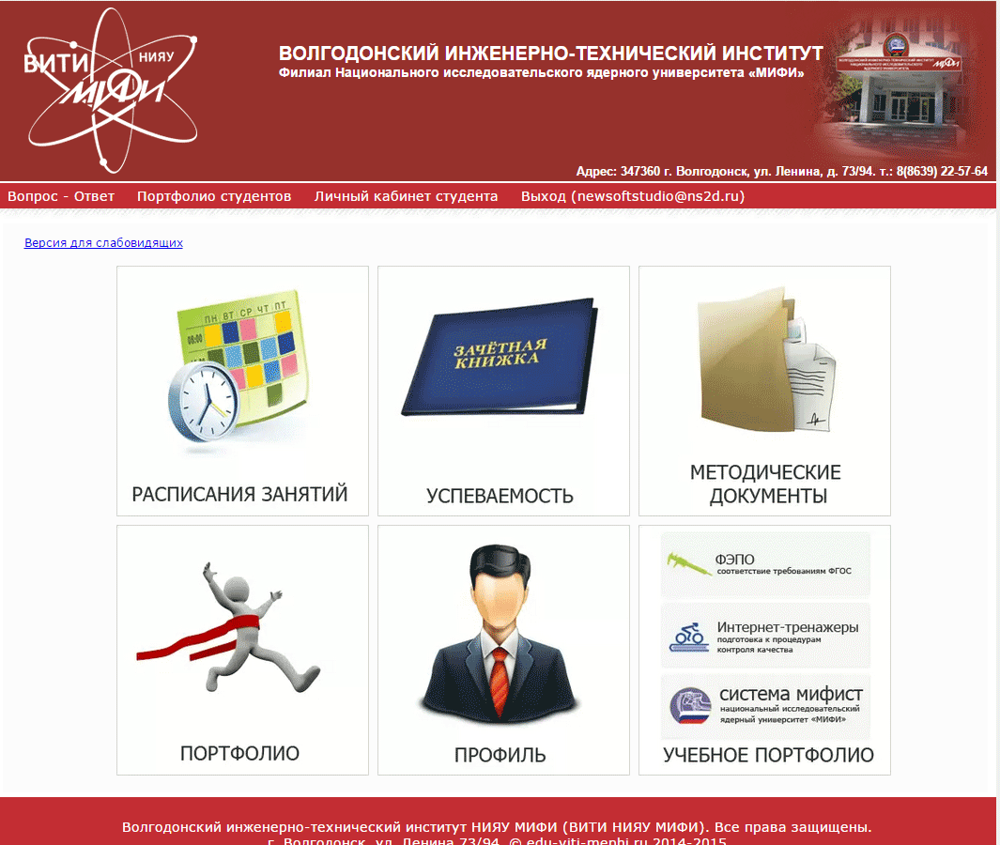 ВИТИ
НИЯУ
МИФИ
ВОЛГОДОНСКИЙ ИНЖЕНЕРНО-ТЕХНИЧЕСКИЙ ИНСТИТУТ
Филиал Национального исследовательского ядерного университета «МИФИ»
ВОЛГОДОНСКИЙ ИНЖЕНЕРНО-ТЕХНИЧЕСКИЙ ИНСТИТУТ
Адрес: 347360 г. Волгодонск, ул. Ленина, д. 73/94. т.: 8(8639) 22-57-64
Вопрос - Ответ Портфолио студентов Личный кабинет студента Выход (newsoftstudio@ns2d.ru)
Версия для слабовидящих
ПН ВТ СР ЧТ ПТ
08:00
ЗАЧЁТНАЯ
КНИЖКА
РАСПИСАНИЯ ЗАНЯТИЙ
УСПЕВАЕМОСТЬ
МЕТОДИЧЕСКИЕ
ДОКУМЕНТЫ
ПОРТФОЛИО
ПРОФИЛЬ
ФЭПО
соответствие требованиям ФГОС
Интернет-тренажеры
подготовка к процедурам
контроля качества
система мифист
национальный исследовательский
ядерный университет «МИФИ»
УЧЕБНОЕ ПОРТФОЛИО
Волгодонский инженерно-технический институт НИЯУ МИФИ (ВИТИ НИЯУ МИФИ). Все права защищены.
г. Волгодонск, ул. Ленина 73/94. © edu-viti-mephi.ru 2014-2015